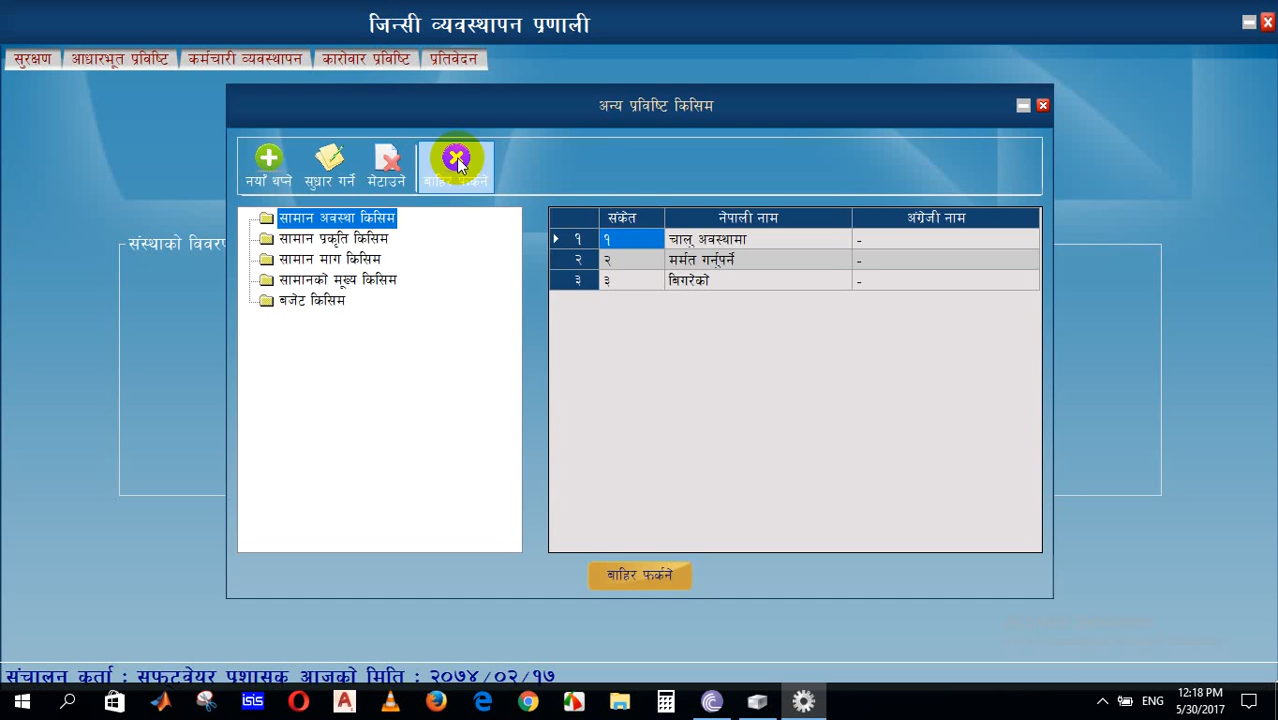 जिन्सी व्यवस्थापन प्रणाली
सुरक्षण आधारभूत प्रविष्टि कर्मचारी व्यवस्थापन कारोवार प्रविष्टि प्रतिवेदन
अन्य प्रविष्टि किसिम
नयाँ थप्ने सुधार गर्ने मेटाउने बाहिर फर्कने
संस्थाको विवरण
सामान अवस्था किसिम
सामान प्रकृति किसिम
सामान माग किसिम
सामानको मूख्य किसिम
बजेट किसिम
संकेत नेपाली नाम अंग्रेजी नाम
१ १ चालू अवस्थामा -
२ २ मर्मत गर्नुपर्ने -
३ ३ बिगरेको -
बाहिर फर्कने
संचालन कर्ता : सफ्टवेयर प्रशासक आजको मिति : २०७४/०२/१७
isis
ENG
12:18 PM
5/30/2017